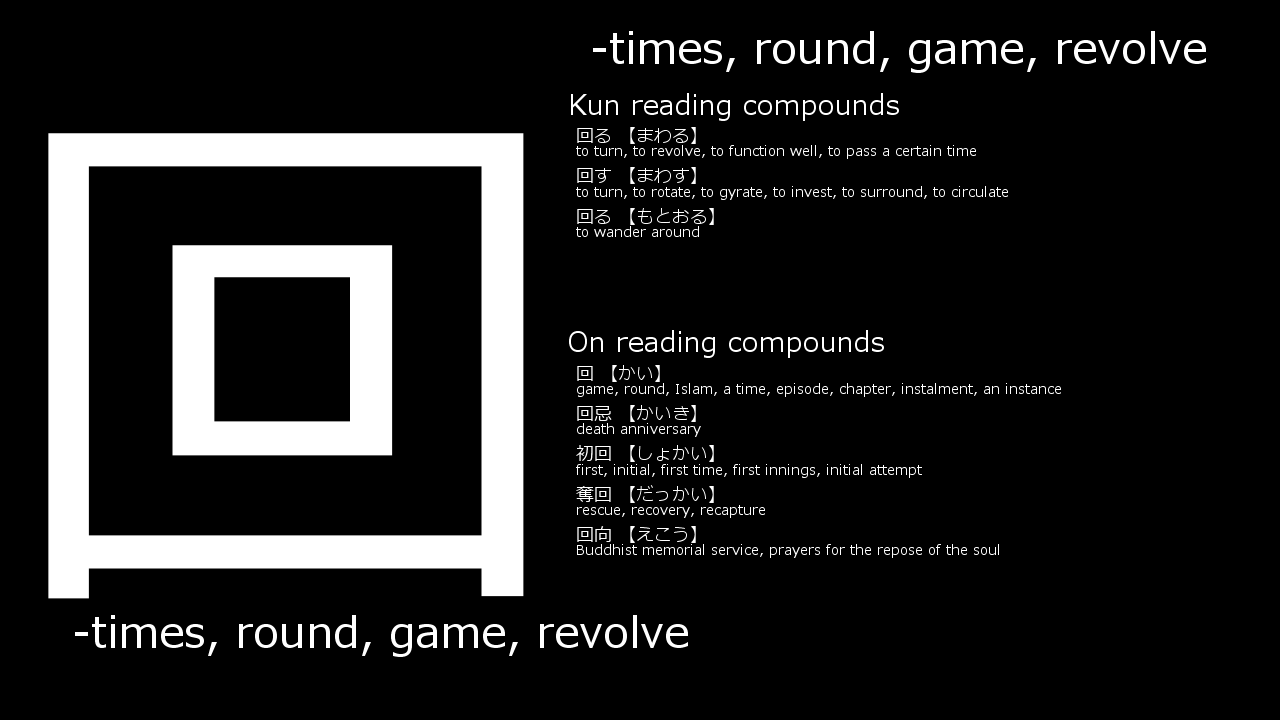 -times, round, game, revolve
Kun reading compounds
回る 【まわる】
to turn, to revolve, to function well, to pass a certain time
回す 【まわす】
to turn, to rotate, to gyrate, to invest, to surround, to circulate
回る 【もとおる】
to wander around
On reading compounds
回 【かい】
game, round, Islam, a time, episode, chapter, instalment, an instance
回忌 【かいき】
death anniversary
初回 【しょかい】
first, initial, first time, first innings, initial attempt
奪回 【だっかい】
rescue, recovery, recapture
回向 【えこう】
Buddhist memorial service, prayers for the repose of the soul
回
-times, round, game, revolve